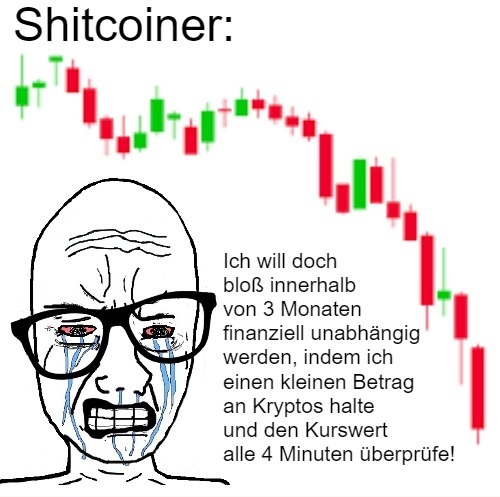 Shitcoiner:
Ich will doch
bloß innerhalb
von 3 Monaten
finanziell unabhängig
werden, indem ich
einen kleinen Betrag
an Kryptos halte
und den Kurswert
alle 4 Minuten überprüfe!